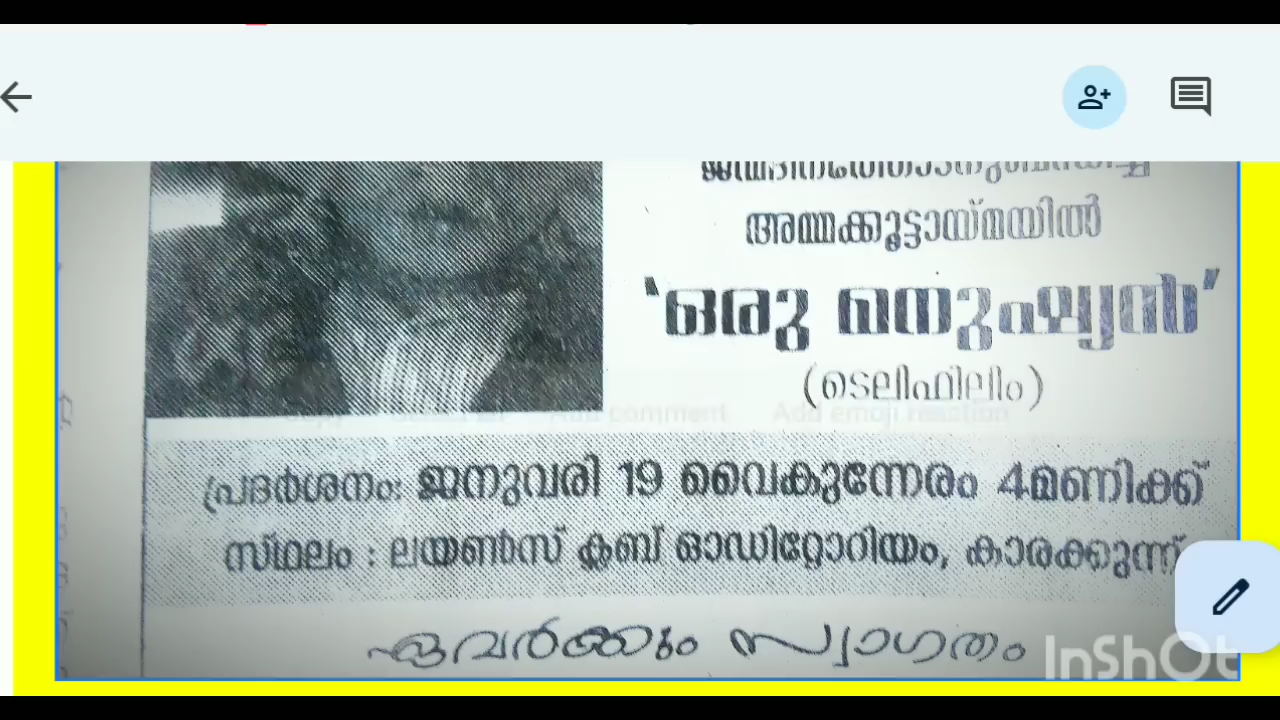 അമ്മക്കൂട്ടായ്മയിൽ
'ഒരു മനുഷ്യൻ'
(ടെലിഫിലിം)
പ്രദർശനം: ജനുവരി 19 വൈകുന്നേരം 4മണിക്ക്
സ്ഥലം : ലയൺസ് ക്ലബ് ഓഡിറ്റോറിയം, കാരക്കുന്ന്
ഏവർക്കും സ്വാഗതം
InShOt